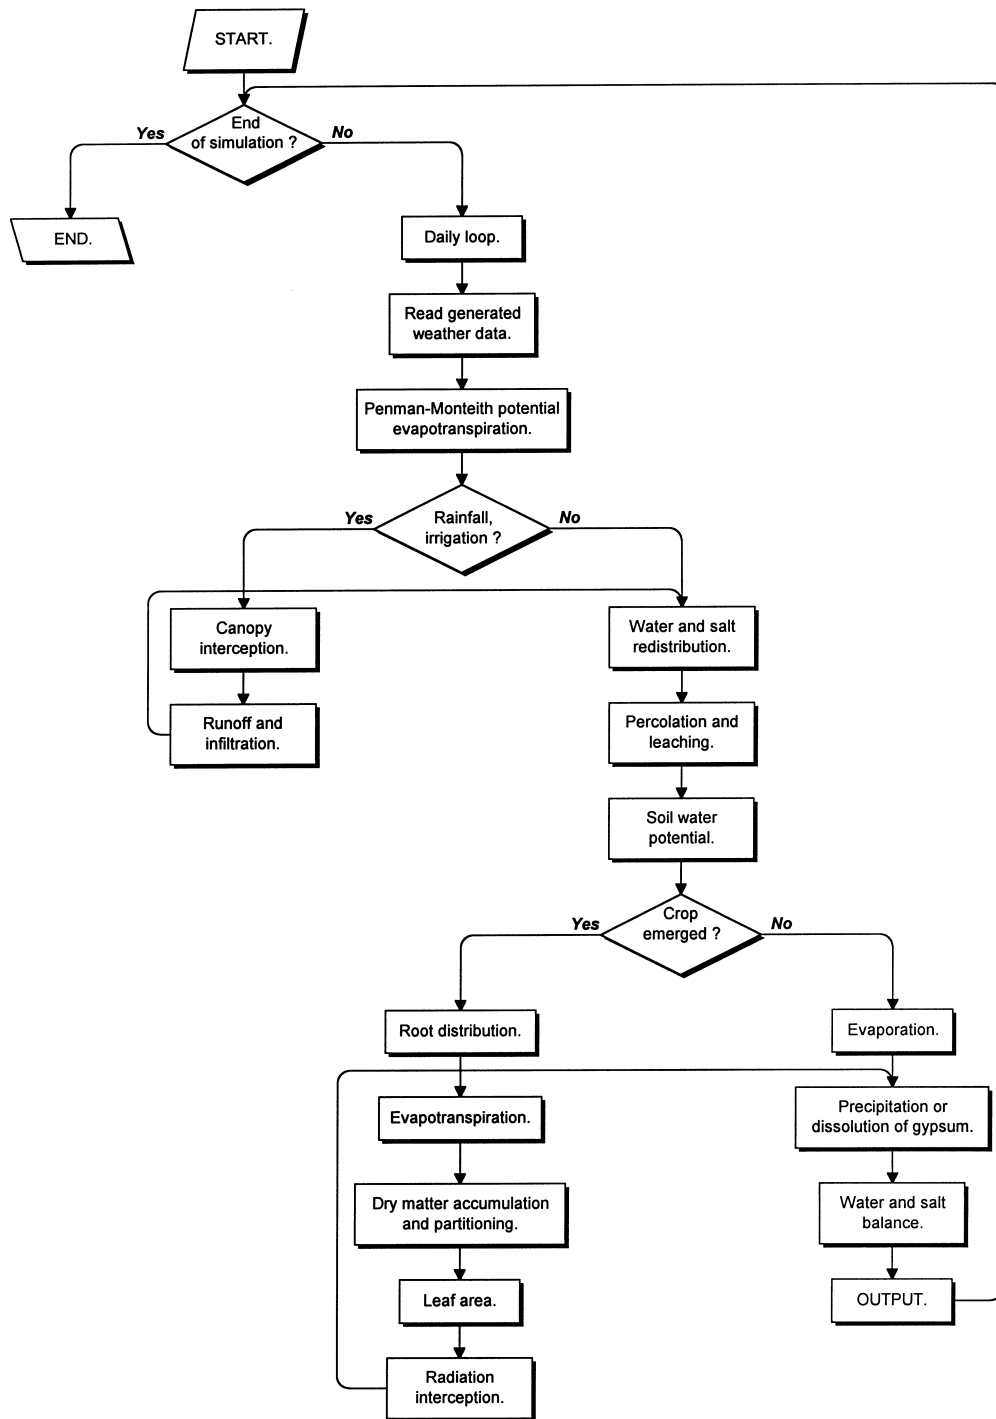 START.
End
of simulation ?
Yes
No
END.
Daily loop.
Read generated
weather data.
Penman-Monteith potential
evapotranspiration.
Rainfall,
irrigation ?
Yes
No
Canopy
interception.
Water and salt
redistribution.
Runoff and
infiltration.
Percolation and
leaching.
Soil water
potential.
Crop
emerged ?
Yes
No
Root distribution.
Evaporation.
Evapotranspiration.
Precipitation or
dissolution of gypsum.
Dry matter accumulation
and partitioning.
Water and salt
balance.
Leaf area.
OUTPUT.
Radiation
interception.